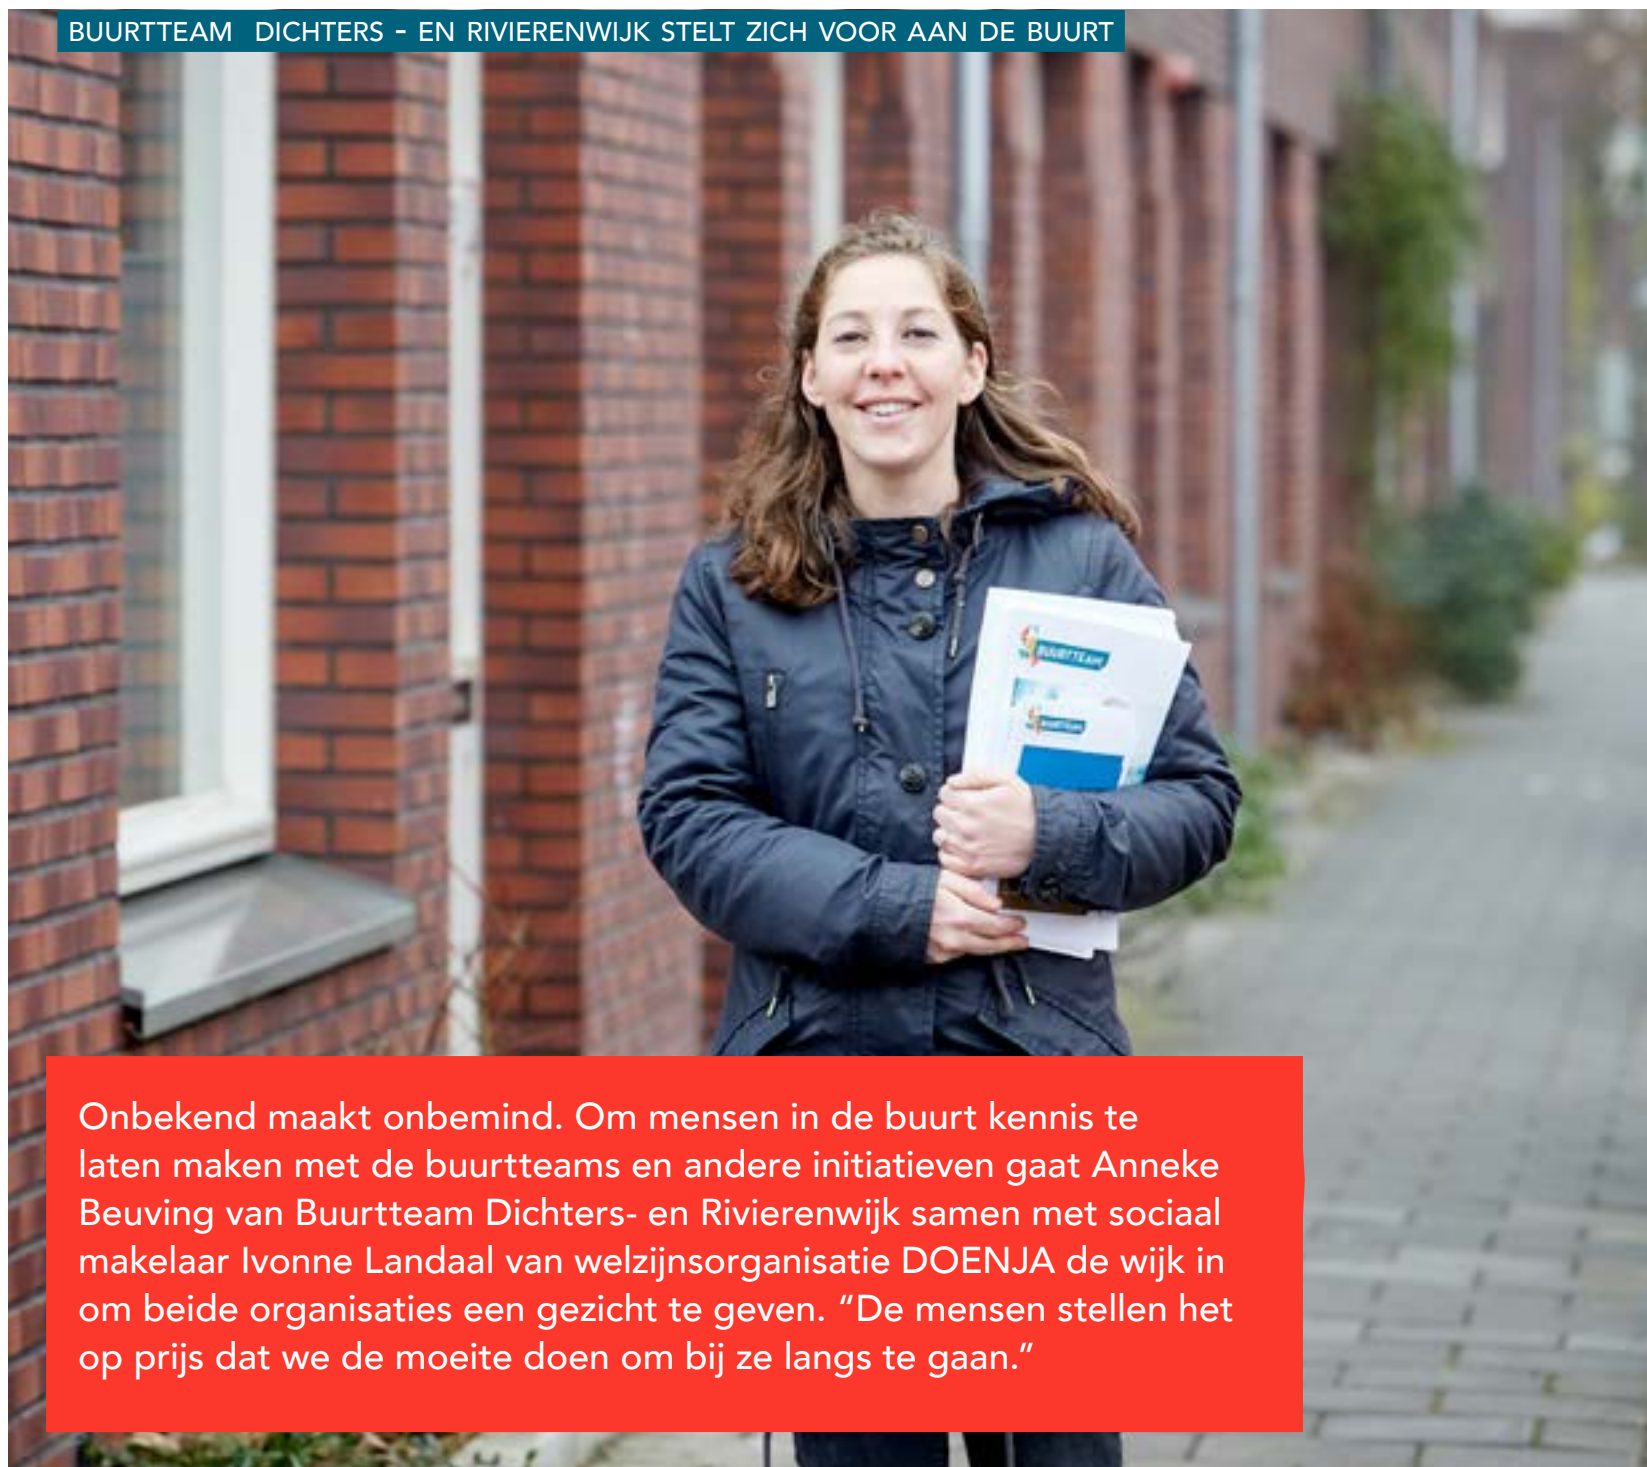 BUURTTEAM DICHTERS - EN RIVIERENWIJK STELT ZICH VOOR AAN DE BUURT
BUURTTEAM
BUURTTEAM
Onbekend maakt onbemind. Om mensen in de buurt kennis te
laten maken met de buurtteams en andere initiatieven gaat Anneke
Beuving van Buurtteam Dichters- en Rivierenwijk samen met sociaal
makelaar Ivonne Landaal van welzijnsorganisatie DOENJA de wijk in
om beide organisaties een gezicht te geven. “De mensen stellen het
op prijs dat we de moeite doen om bij ze langs te gaan.”